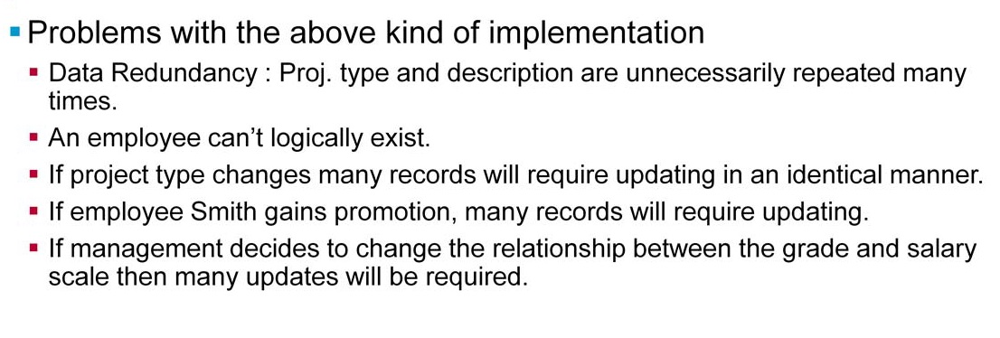 Problems with the above kind of implementation
Data Redundancy : Proj. type and description are unnecessarily repeated many
times.
An employee can’t logically exist.
If project type changes many records will require updating in an identical manner.
If employee Smith gains promotion, many records will require updating.
If management decides to change the relationship between the grade and salary
scale then many updates will be required.